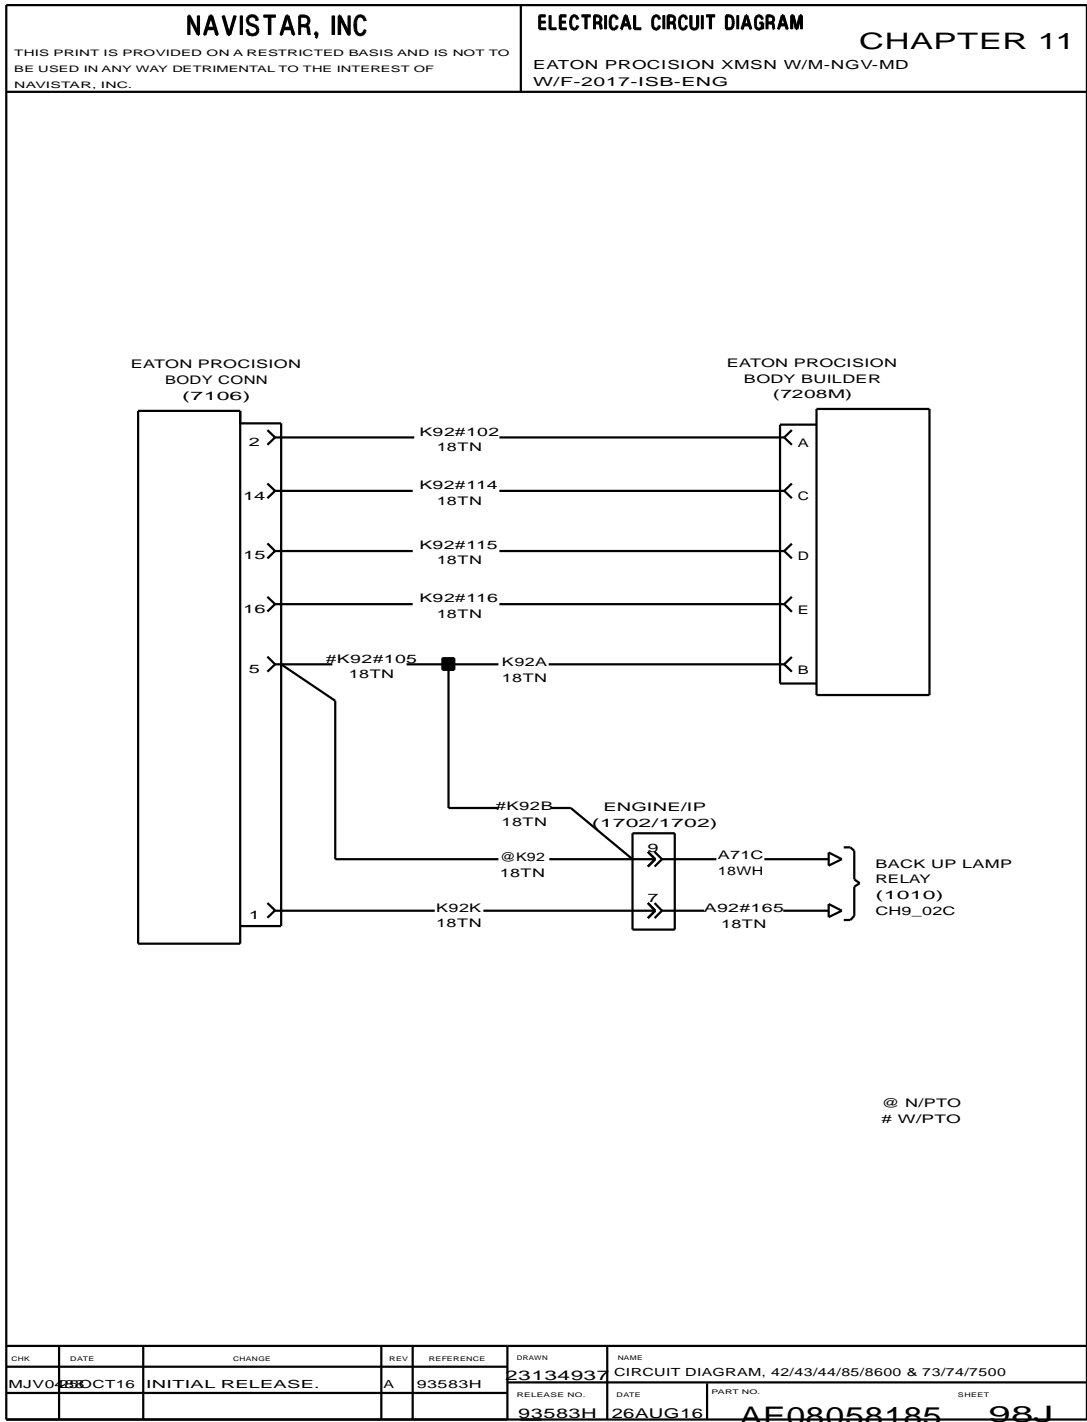 NAVISTAR, INC
THIS PRINT IS PROVIDED ON A RESTRICTED BASIS AND IS NOT TO
BE USED IN ANY WAY DETRIMENTAL TO THE INTEREST OF
NAVISTAR, INC.
ELECTRICAL CIRCUIT DIAGRAM
CHAPTER 11
EATON PROCISION XMSN W/M-NGV-MD
W/F-2017-ISB-ENG
EATON PROCISION
BODY CONN
(7106)
EATON PROCISION
BODY BUILDER
(7208M)
2
K92#102
18TN
A
14
K92#114
18TN
C
15
K92#115
18TN
D
16
K92#116
18TN
E
5
#K92#105
18TN
K92A
18TN
B
#K92B
18TN
ENGINE/IP
(1702/1702)
@K92
18TN
9
A71C
18WH
1
K92K
18TN
7
A92#165
18TN
BACK UP LAMP
RELAY
(1010)
CH9_02C
@ N/PTO
# W/PTO
CHK DATE CHANGE REV REFERENCE
INITIAL RELEASE. A 93583H
DRAWN
23134937
NAME
CIRCUIT DIAGRAM, 42/43/44/85/8600 & 73/74/7500
RELEASE NO.
93583H
DATE
26AUG16
PART NO.
AE08058185
SHEET
98J